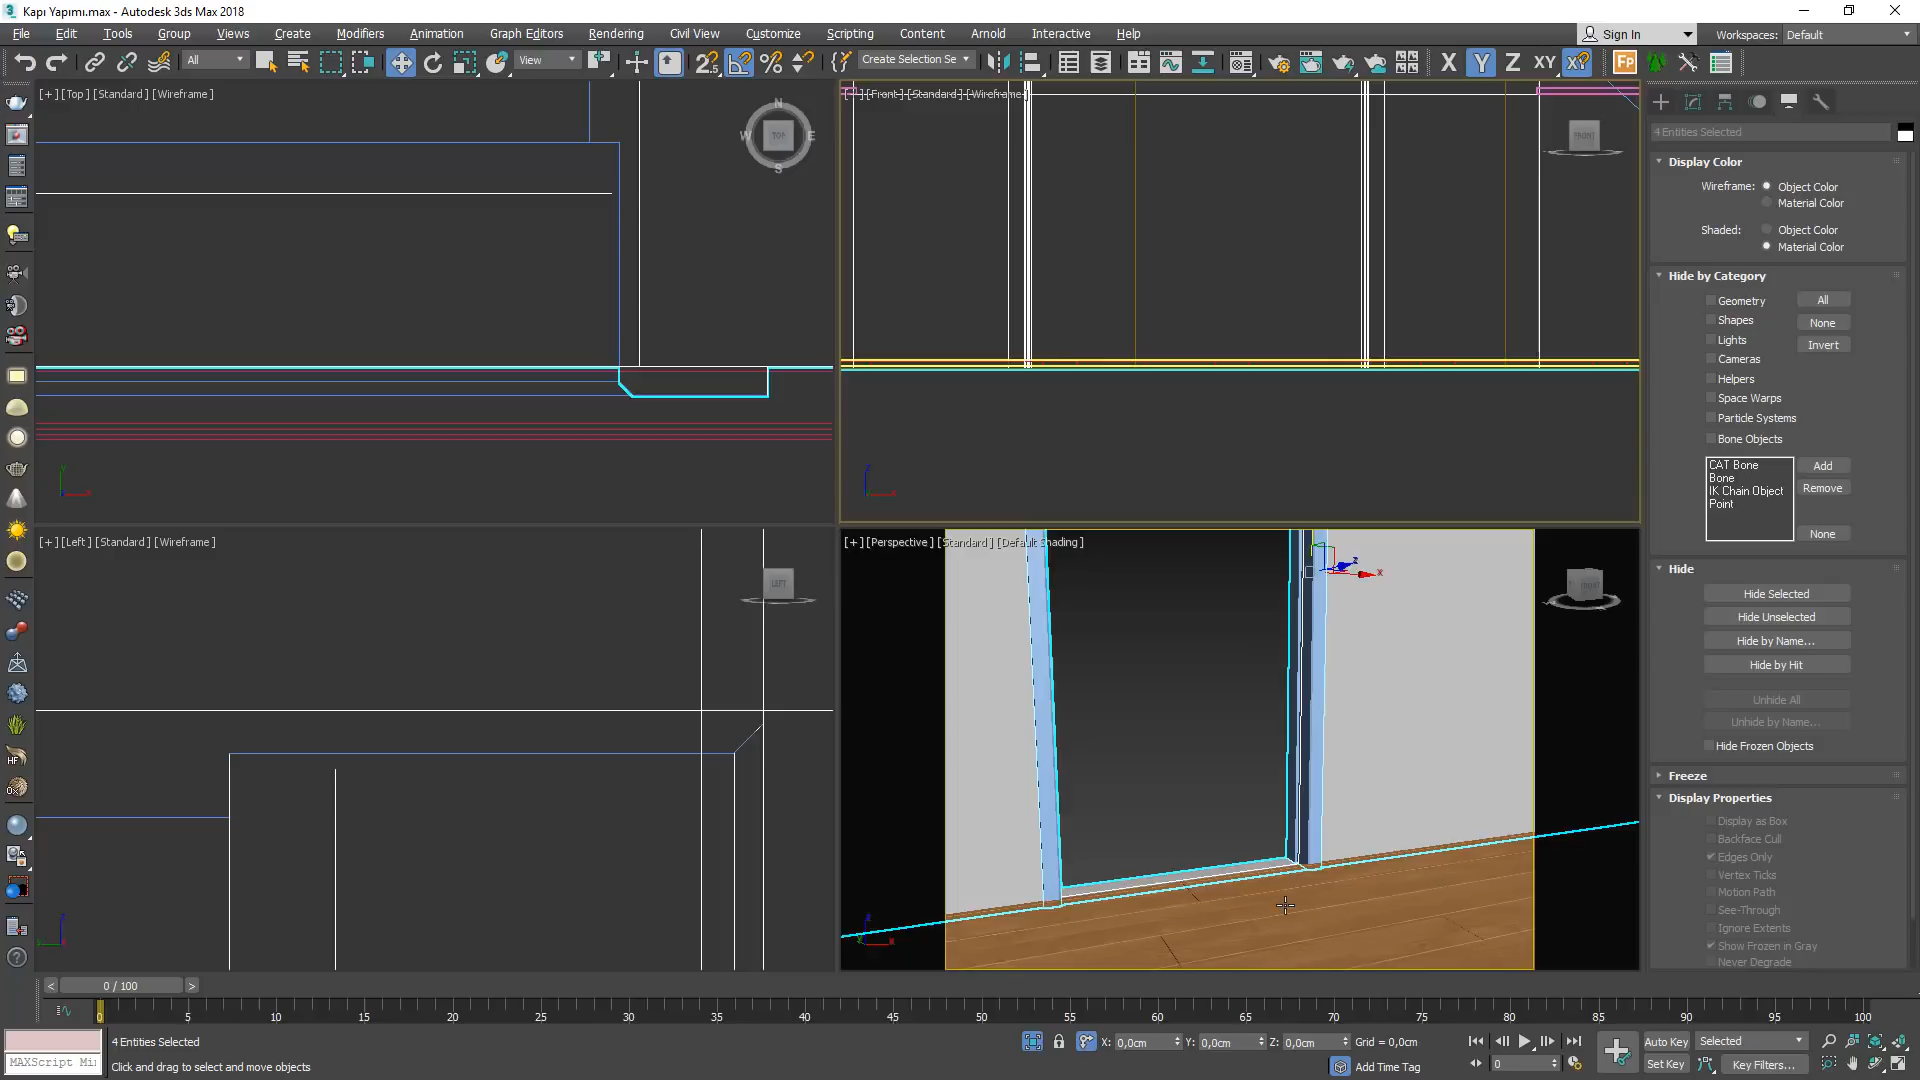 Kapı Yapımı.max - Autodesk 3ds Max 2018
File Edit Tools Group Views Create Modifiers Animation Graph Editors Rendering Civil View Customize Scripting Content Arnold Interactive Help
Sign In Workspaces: Default
All View Create Selection Se X Y Z XY
[+] [Top] [Standard] [Wireframe]
[+] [Front] [Standard] [Wireframe]
N
W TOP E
S
FRONT
4 Entities Selected
Display Color
Wireframe: Object Color
Material Color
Shaded: Object Color
Material Color
Hide by Category
Geometry All
Shapes None
Lights Invert
Cameras
Helpers
Space Warps
Particle Systems
Bone Objects
CAT Bone Add
Bone
IK Chain Object Remove
Point
None
Hide
Hide Selected
Hide Unselected
Hide by Name...
Hide by Hit
Unhide All
Unhide by Name...
Hide Frozen Objects
Freeze
Display Properties
Display as Box
Backface Cull
Edges Only
Vertex Ticks
Motion Path
See-Through
Ignore Extents
Show Frozen in Gray
Never Degrade
[+] [Left] [Standard] [Wireframe]
LEFT
[+] [Perspective] [Standard] [Default Shading]
z
x
0 / 100
0 5 10 15 20 25 30 35 40 45 50 55 60 65 70 75 80 85 90 95 100
4 Entities Selected
X: 0,0cm Y: 0,0cm Z: 0,0cm Grid = 0,0cm
Auto Key Selected
MAXScript Mi
Click and drag to select and move objects
Add Time Tag
0
Set Key Key Filters...